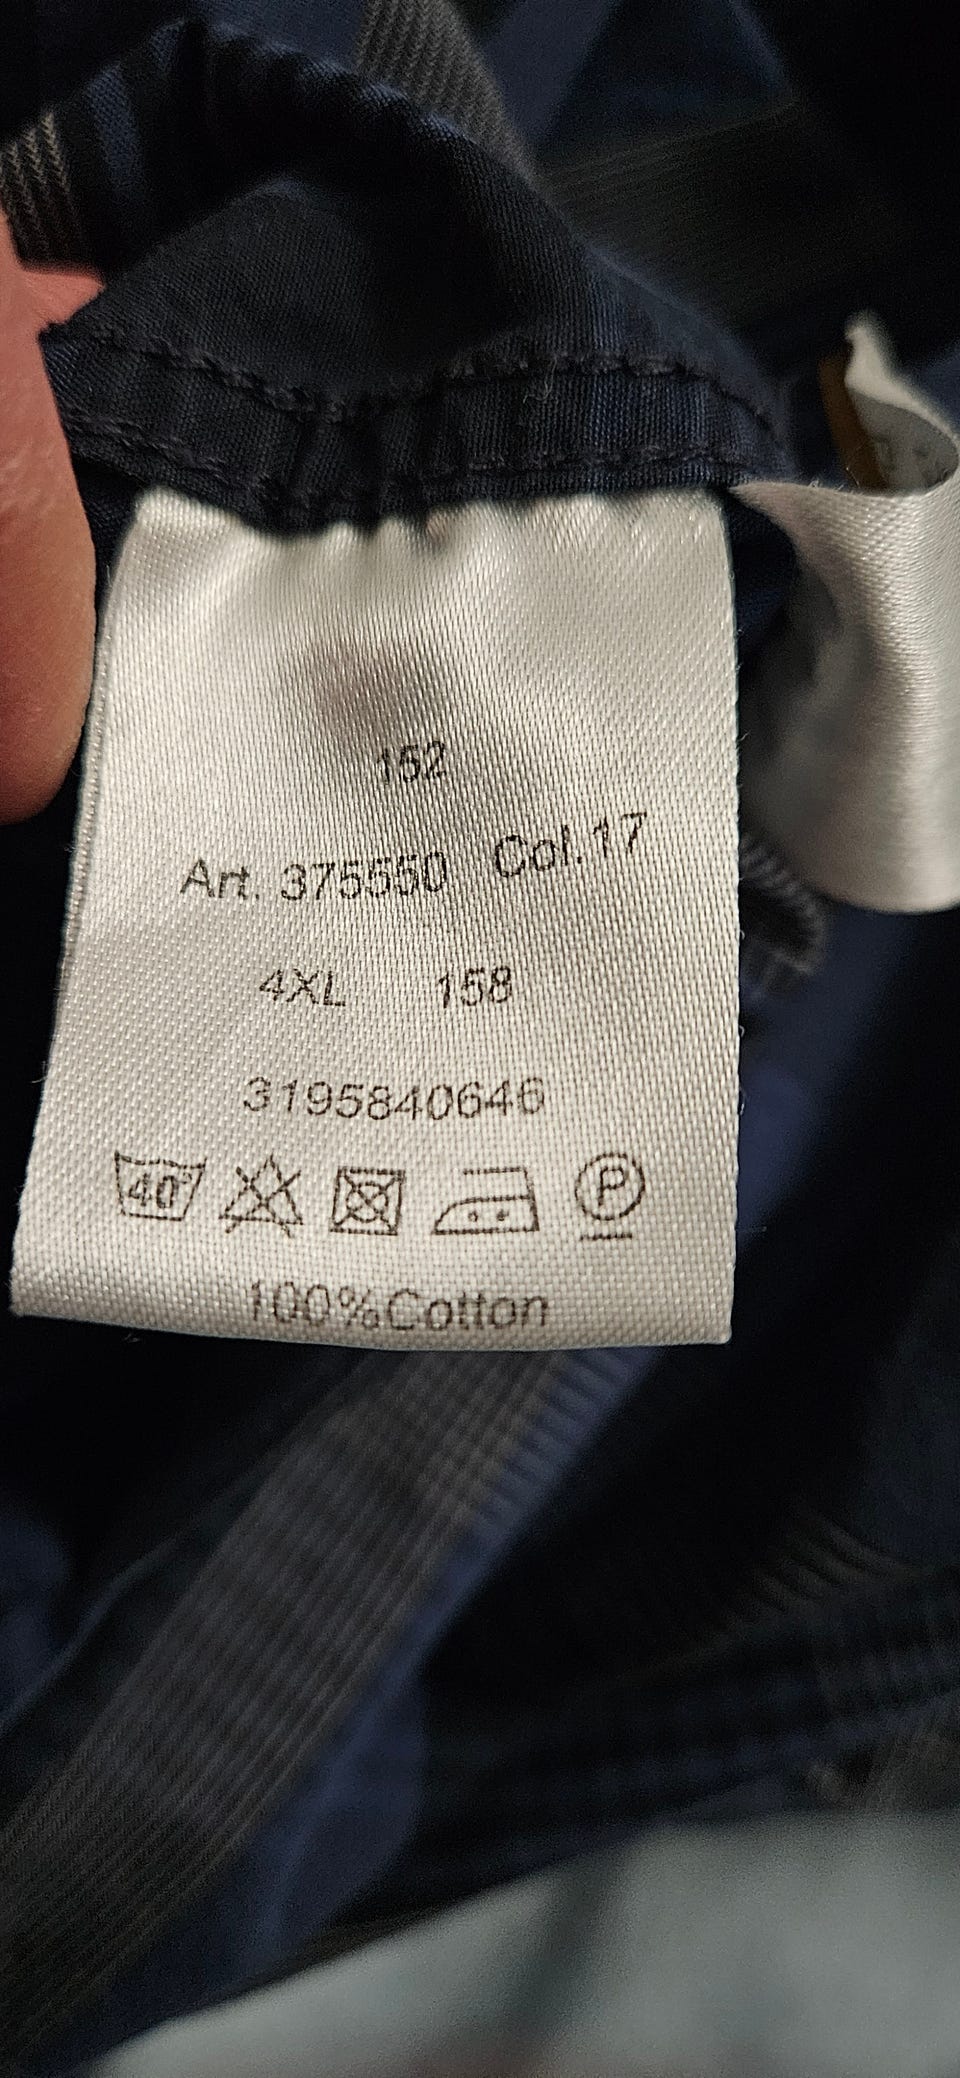 152
Art. 375550 Col.17
4XL 158
3195840646
40°
P
100%Cotton